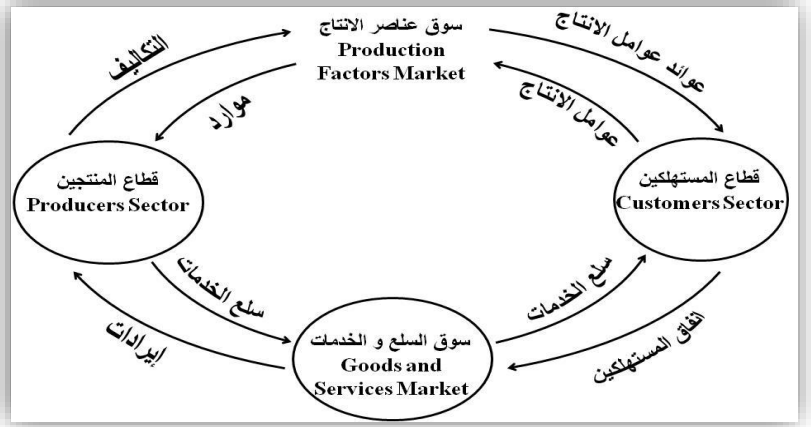 سوق عناصر الانتاج
Production
Factors Market
التكاليف
موارد
عوائد عوامل الانتاج
عوامل الانتاج
قطاع المنتجين
Producers Sector
قطاع المستهلكين
Customers Sector
سلع الخدمات
إيرادات
سلع الخدمات
انفاق المستهلكين
سوق السلع و الخدمات
Goods and
Services Market